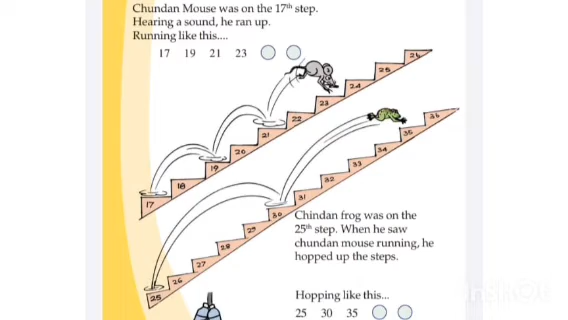 Chundan Mouse was on the 17th step.
Hearing a sound, he ran up.
Running like this....
17 19 21 23
17
18
19
20
21
22
23
24
25
26
25
26
27
28
29
30
31
32
33
34
35
36
Chindan frog was on the
25th step. When he saw
chundan mouse running, he
hopped up the steps.
Hopping like this...
25 30 35